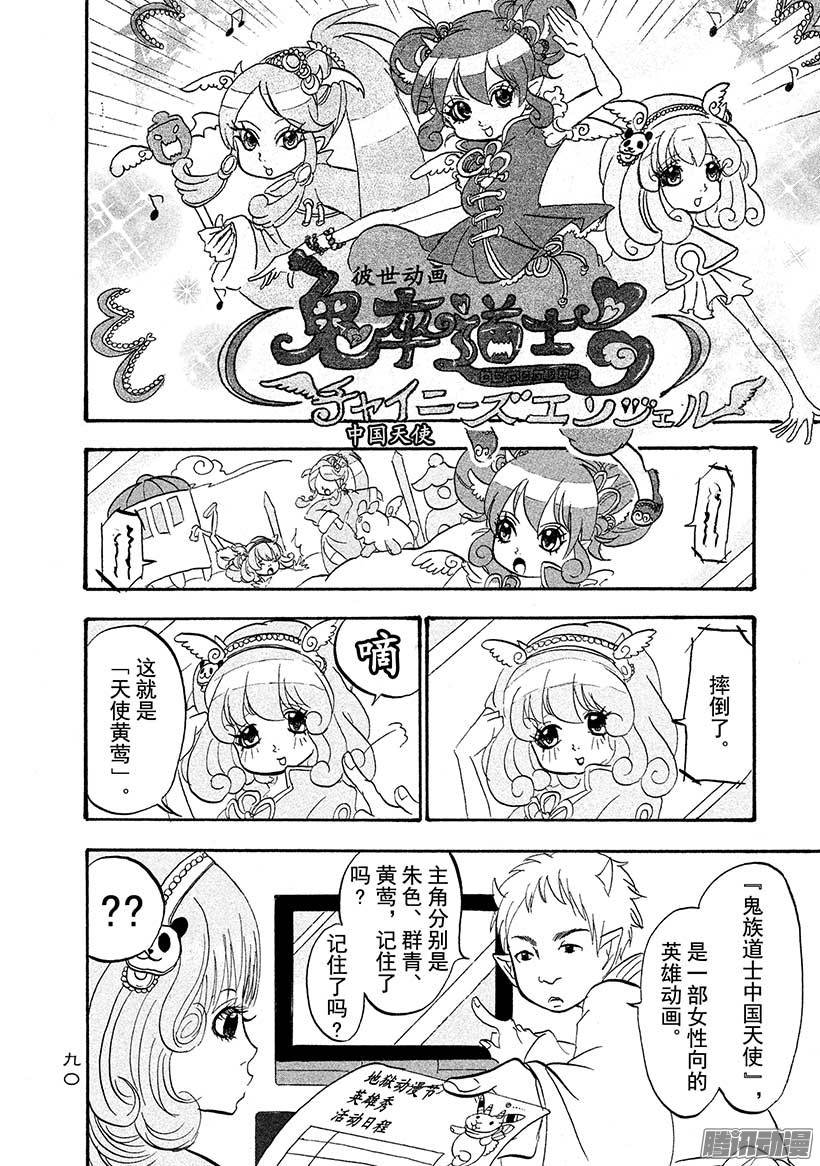 彼世动画
鬼卒道士
チャイニーズエンジェル
中国天使
摔倒了。
嘀
这就是
「天使黄莺」。
『鬼族道士中国天使』，
是一部女性向的
英雄动画。
主角分别是
朱色、群青、
黄莺，记住了
吗？
记住了吗？
??
地狱动漫节
英雄秀
活动日程
九〇
腾讯动漫